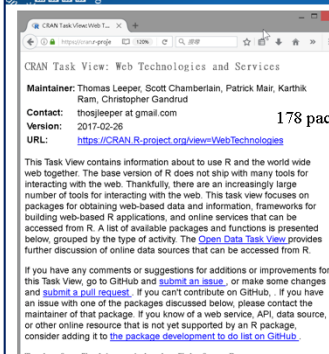 CRAN Task View: Web T...
https://cran.r-proje
120%
搜索
CRAN Task View: Web Technologies and Services
Maintainer: Thomas Leeper, Scott Chamberlain, Patrick Mair, Karthik
Ram, Christopher Gandrud
Contact: thosjleeper at gmail.com
178 pac
Version: 2017-02-26
URL: https://CRAN.R-project.org/view=WebTechnologies
This Task View contains information about to use R and the world wide
web together. The base version of R does not ship with many tools for
interacting with the web. Thankfully, there are an increasingly large
number of tools for interacting with the web. This task view focuses on
packages for obtaining web-based data and information, frameworks for
building web-based R applications, and online services that can be
accessed from R. A list of available packages and functions is presented
below, grouped by the type of activity. The Open Data Task View provides
further discussion of online data sources that can be accessed from R.
If you have any comments or suggestions for additions or improvements for
this Task View, go to GitHub and submit an issue , or make some changes
and submit a pull request . If you can't contribute on GitHub, . If you have
an issue with one of the packages discussed below, please contact the
maintainer of that package. If you know of a web service, API, data source,
or other online resource that is not yet supported by an R package,
consider adding it to the package development to do list on GitHub .